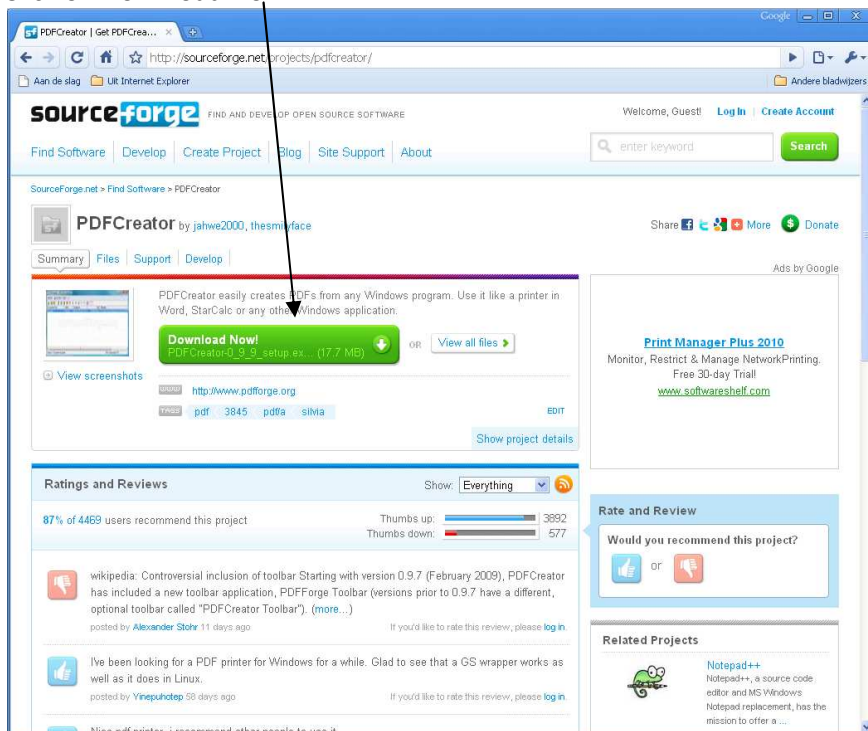 Google
PDFCreator | Get PDFCrea...
http://sourceforge.net/projects/pdfcreator/
Aan de slag Uit Internet Explorer Andere bladwijzers
sourceforge FIND AND DEVELOP OPEN SOURCE SOFTWARE
Welcome, Guest! Log In | Create Account
Find Software Develop Create Project Blog Site Support About
enter keyword Search
SourceForge.net > Find Software > PDFCreator
PDFCreator by jahwe2000, thesmilyface
Share More $ Donate
Summary Files Support Develop
Ads by Google
PDFCreator easily creates PDFs from any Windows program. Use it like a printer in
Word, StarCalc or any other Windows application.
Download Now!
PDFCreator-0_9_9_setup.ex... (17.7 MB)
OR View all files
View screenshots
WWW http://www.pdfforge.org
TAGS pdf 3845 pdf/a silvia EDIT
Show project details
Print Manager Plus 2010
Monitor, Restrict & Manage NetworkPrinting.
Free 30-day Trial!
www.softwareshelf.com
Ratings and Reviews Show: Everything
87% of 4469 users recommend this project
Thumbs up: 3892
Thumbs down: 577
wikipedia: Controversial inclusion of toolbar Starting with version 0.9.7 (February 2009), PDFCreator
has included a new toolbar application, PDFForge Toolbar (versions prior to 0.9.7 have a different,
optional toolbar called "PDFCreator Toolbar"). (more...)
posted by Alexander Stohr 11 days ago If you'd like to rate this review, please log in.
I've been looking for a PDF printer for Windows for a while. Glad to see that a GS wrapper works as
well as it does in Linux.
posted by Yinepuhotep 58 days ago If you'd like to rate this review, please log in.
Nice pdf printer, i recommend other people to use it
Rate and Review
Would you recommend this project?
or
Related Projects
Notepad++
Notepad++, a source code
editor and MS Windows
Notepad replacement, has the
mission to offer a ...